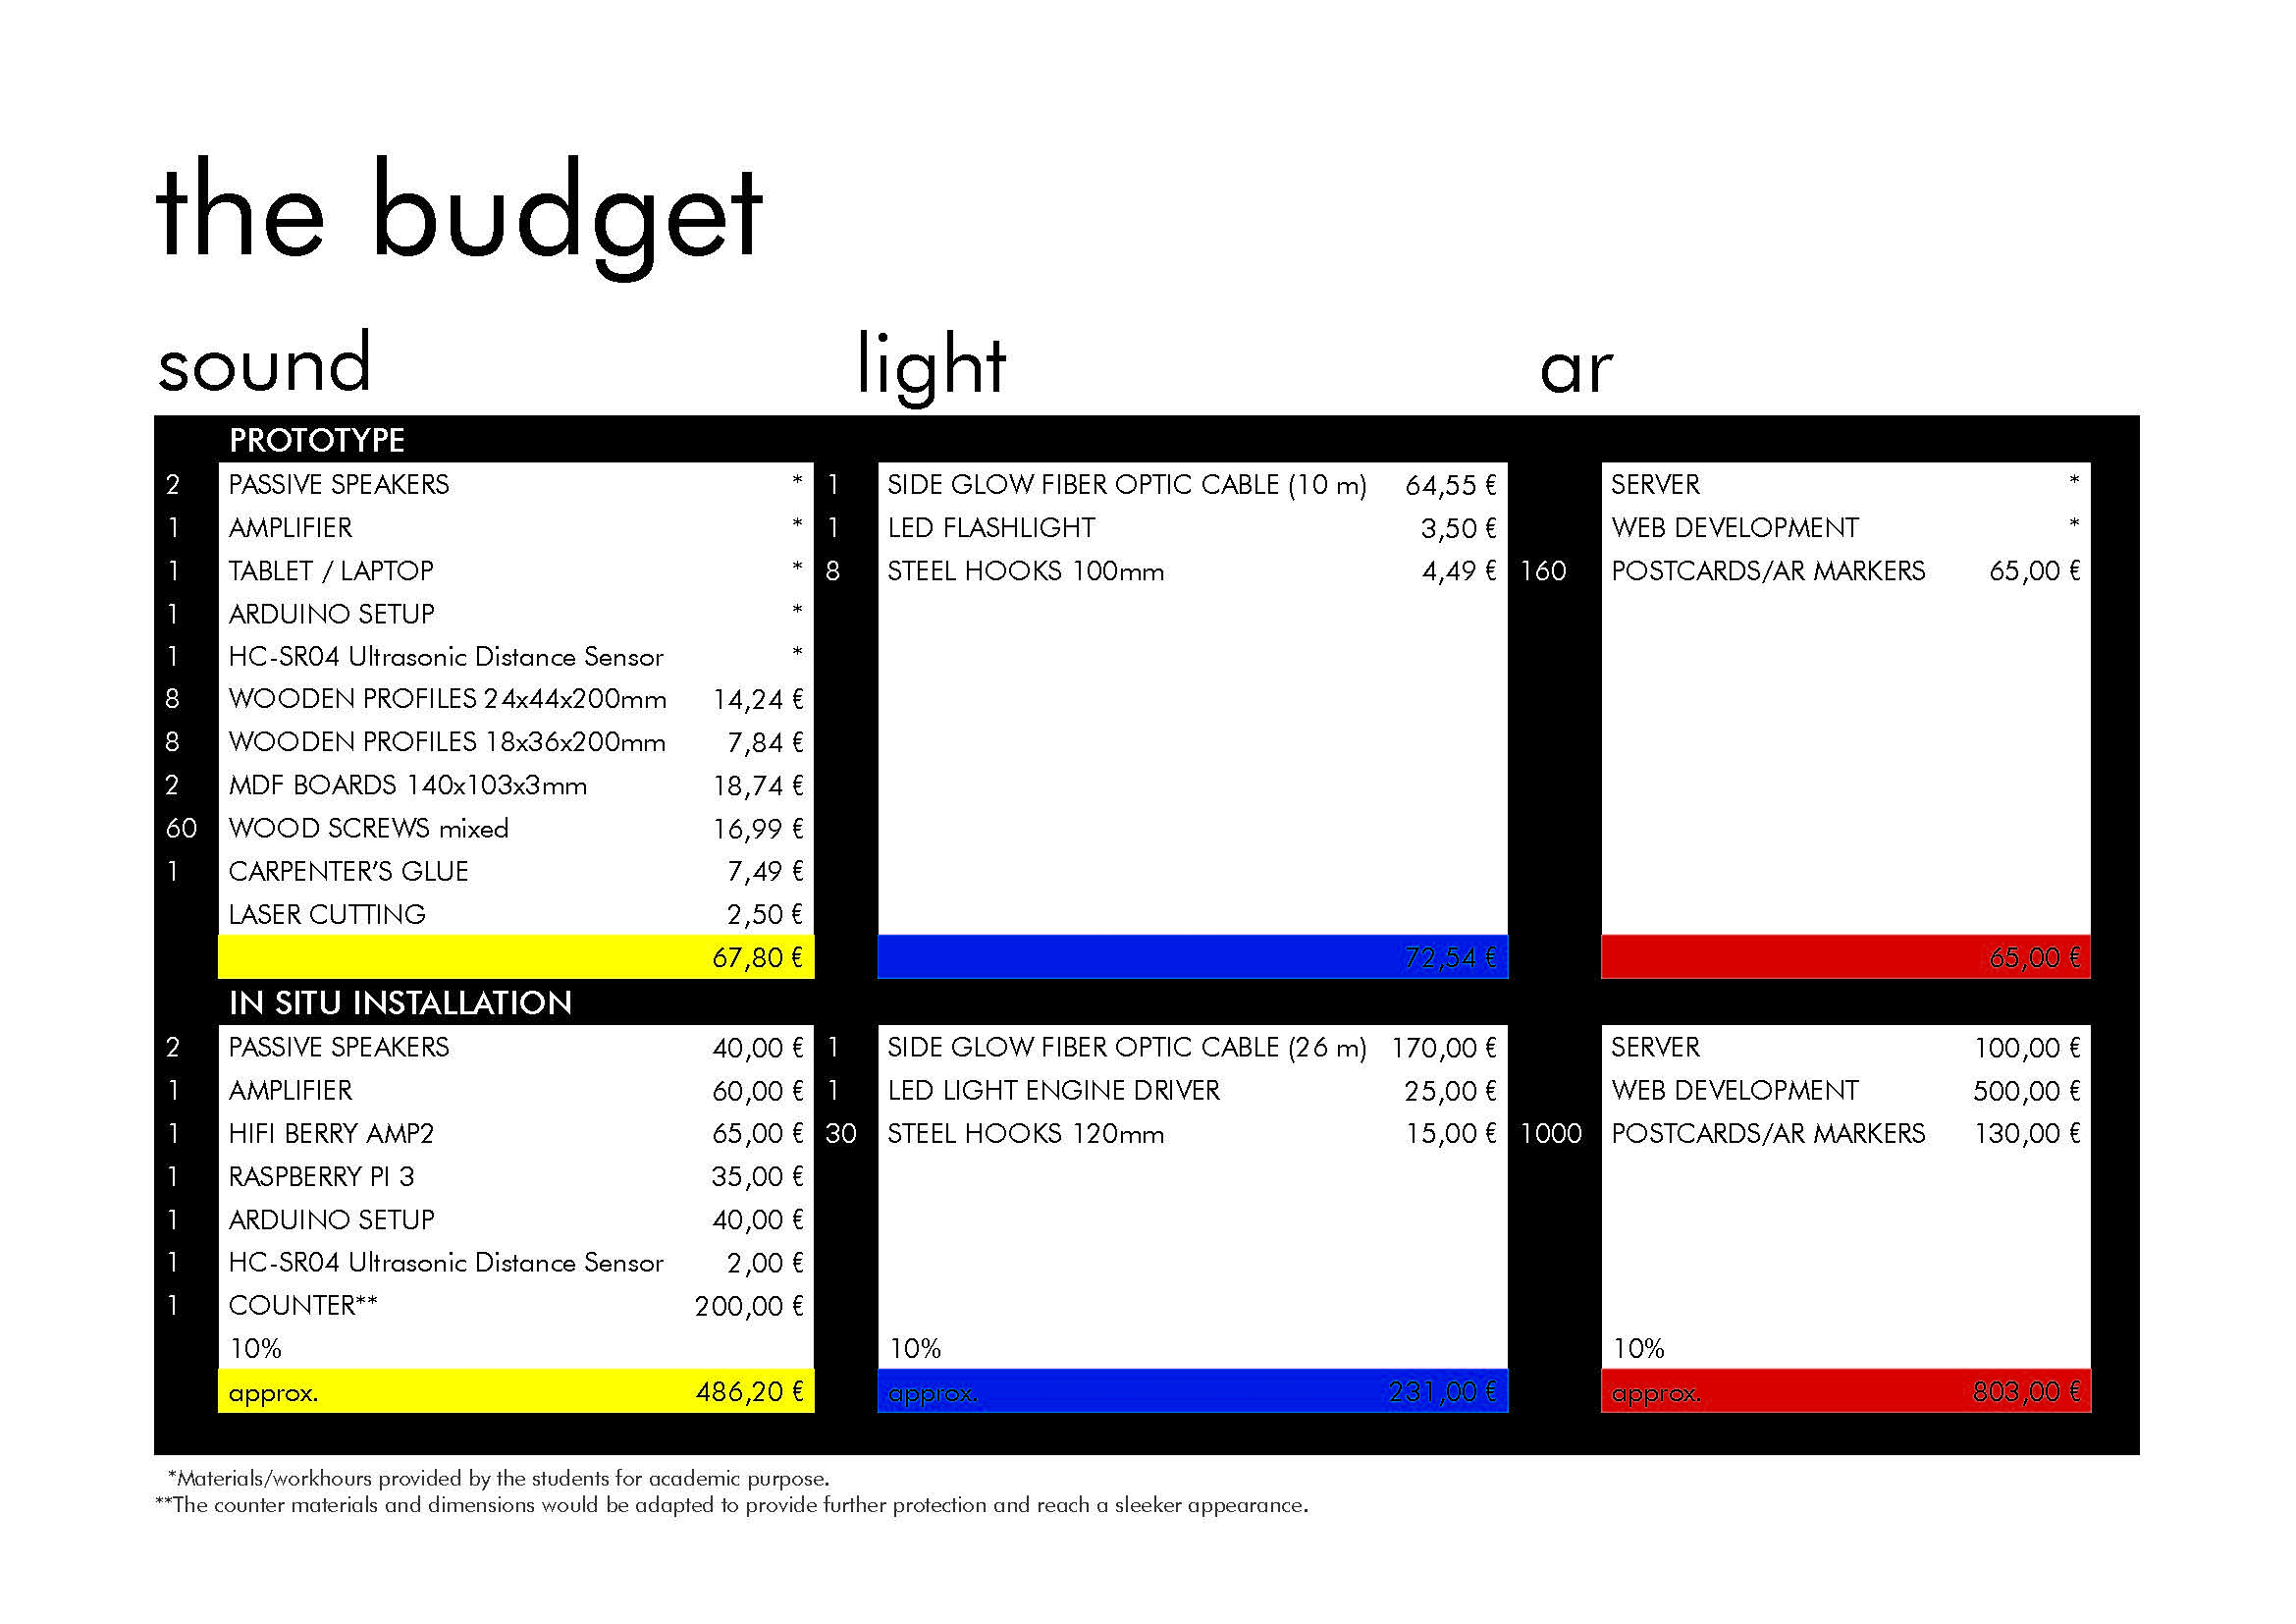 the budget
sound light ar
PROTOTYPE
2 PASSIVE SPEAKERS * 1 SIDE GLOW FIBER OPTIC CABLE (10 m) 64,55 € SERVER *
1 AMPLIFIER * 1 LED FLASHLIGHT 3,50 € WEB DEVELOPMENT *
1 TABLET / LAPTOP * 8 STEEL HOOKS 100mm 4,49 € 160 POSTCARDS/AR MARKERS 65,00 €
1 ARDUINO SETUP *
1 HC-SR04 Ultrasonic Distance Sensor *
8 WOODEN PROFILES 24x44x200mm 14,24 €
8 WOODEN PROFILES 18x36x200mm 7,84 €
2 MDF BOARDS 140x103x3mm 18,74 €
60 WOOD SCREWS mixed 16,99 €
1 CARPENTER'S GLUE 7,49 €
LASER CUTTING 2,50 €
67,80 € 72,54 € 65,00 €
IN SITU INSTALLATION
2 PASSIVE SPEAKERS 40,00 € 1 SIDE GLOW FIBER OPTIC CABLE (26 m) 170,00 € SERVER 100,00 €
1 AMPLIFIER 60,00 € 1 LED LIGHT ENGINE DRIVER 25,00 € WEB DEVELOPMENT 500,00 €
1 HIFI BERRY AMP2 65,00 € 30 STEEL HOOKS 120mm 15,00 € 1000 POSTCARDS/AR MARKERS 130,00 €
1 RASPBERRY PI 3 35,00 €
1 ARDUINO SETUP 40,00 €
1 HC-SR04 Ultrasonic Distance Sensor 2,00 €
1 COUNTER** 200,00 €
10% 10% 10%
approx. 486,20 € approx. 231,00 € approx. 803,00 €
*Materials/workhours provided by the students for academic purpose.
**The counter materials and dimensions would be adapted to provide further protection and reach a sleeker appearance.